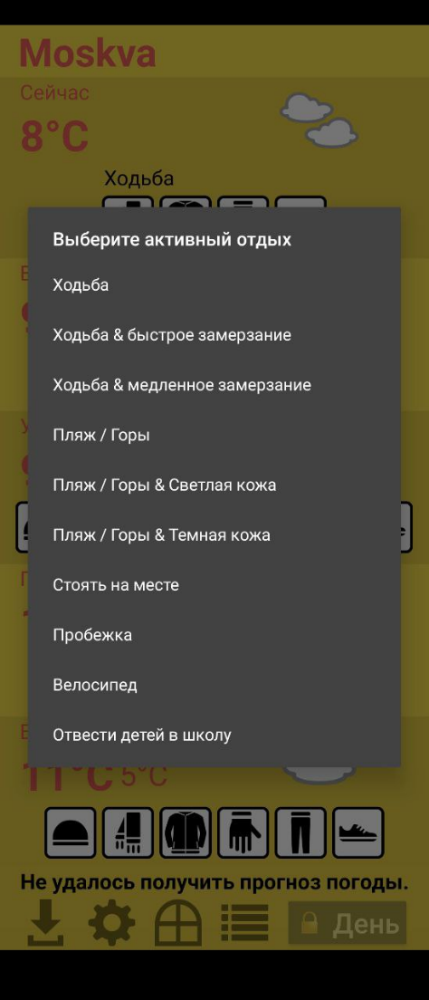 Moskva
Сейчас
8°C
Ходьба
Выберите активный отдых
Ходьба
Ходьба & быстрое замерзание
Ходьба & медленное замерзание
Пляж / Горы
Пляж / Горы & Светлая кожа
Пляж / Горы & Темная кожа
Стоять на месте
Пробежка
Велосипед
Отвести детей в школу
11°C 5°C
Не удалось получить прогноз погоды.
День